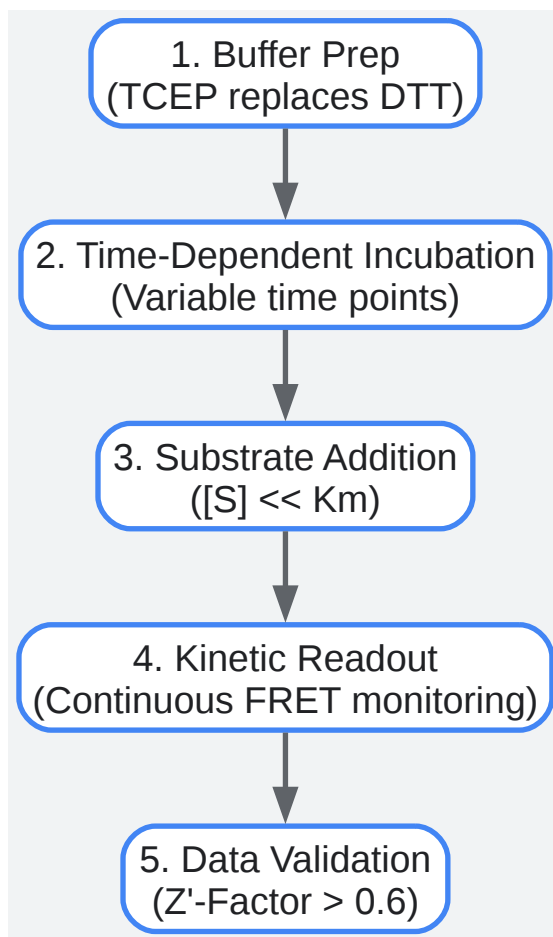 1. Buffer Prep
(TCEP replaces DTT)
2. Time-Dependent Incubation
(Variable time points)
3. Substrate Addition
([S] << Km)
4. Kinetic Readout
(Continuous FRET monitoring)
5. Data Validation
(Z'-Factor > 0.6)